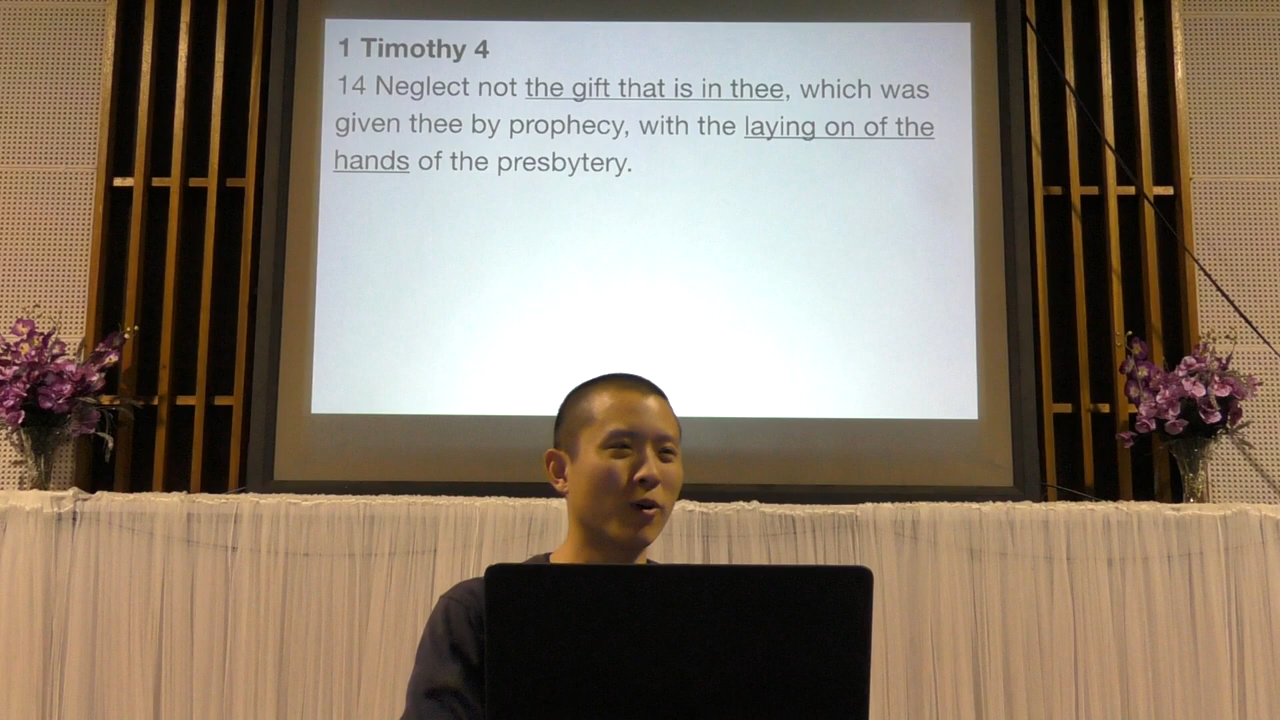 1 Timothy 4
14 Neglect not the gift that is in thee, which was
given thee by prophecy, with the laying on of the
hands of the presbytery.